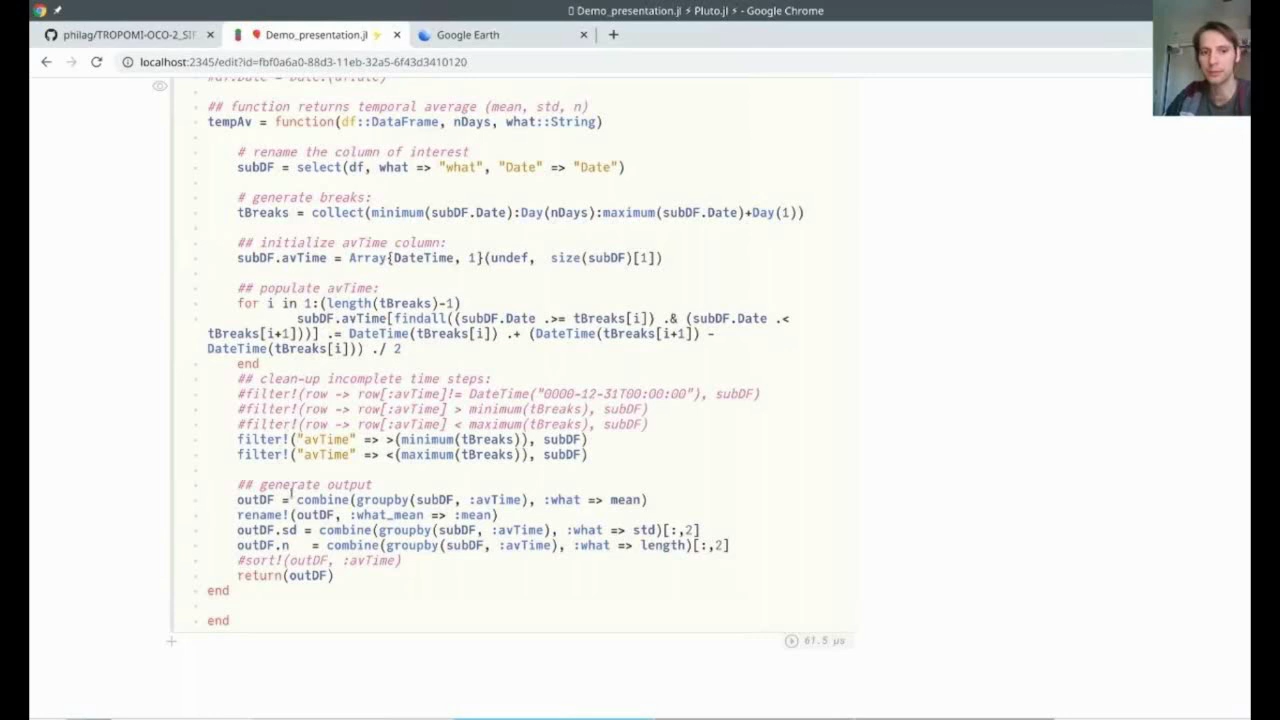 Demo_presentation.jl ⚡ Pluto.jl ⚡ - Google Chrome
philag/TROPOMI-OCO-2_SIF
Demo_presentation.jl
Google Earth
localhost:2345/edit?id=fbf0a6a0-88d3-11eb-32a5-6f43d3410120
#df.Date = Date.(df.date)
## function returns temporal average (mean, std, n)
tempAv = function(df::DataFrame, nDays, what::String)
# rename the column of interest
subDF = select(df, what => "what", "Date" => "Date")
# generate breaks:
tBreaks = collect(minimum(subDF.Date):Day(nDays):maximum(subDF.Date)+Day(1))
## initialize avTime column:
subDF.avTime = Array{DateTime, 1}(undef, size(subDF)[1])
## populate avTime:
for i in 1:(length(tBreaks)-1)
subDF.avTime[findall((subDF.Date .>= tBreaks[i]) .& (subDF.Date .<
tBreaks[i+1]))] .= DateTime(tBreaks[i]) .+ (DateTime(tBreaks[i+1]) -
DateTime(tBreaks[i])) ./ 2
end
## clean-up incomplete time steps:
#filter!(row -> row[:avTime]!= DateTime("0000-12-31T00:00:00"), subDF)
#filter!(row -> row[:avTime] > minimum(tBreaks), subDF)
#filter!(row -> row[:avTime] < maximum(tBreaks), subDF)
filter!("avTime" => >(minimum(tBreaks)), subDF)
filter!("avTime" => <(maximum(tBreaks)), subDF)
## generate output
outDF = combine(groupby(subDF, :avTime), :what => mean)
rename!(outDF, :what_mean => :mean)
outDF.sd = combine(groupby(subDF, :avTime), :what => std)[:,2]
outDF.n = combine(groupby(subDF, :avTime), :what => length)[:,2]
#sort!(outDF, :avTime)
return(outDF)
end
end
61.5 µs